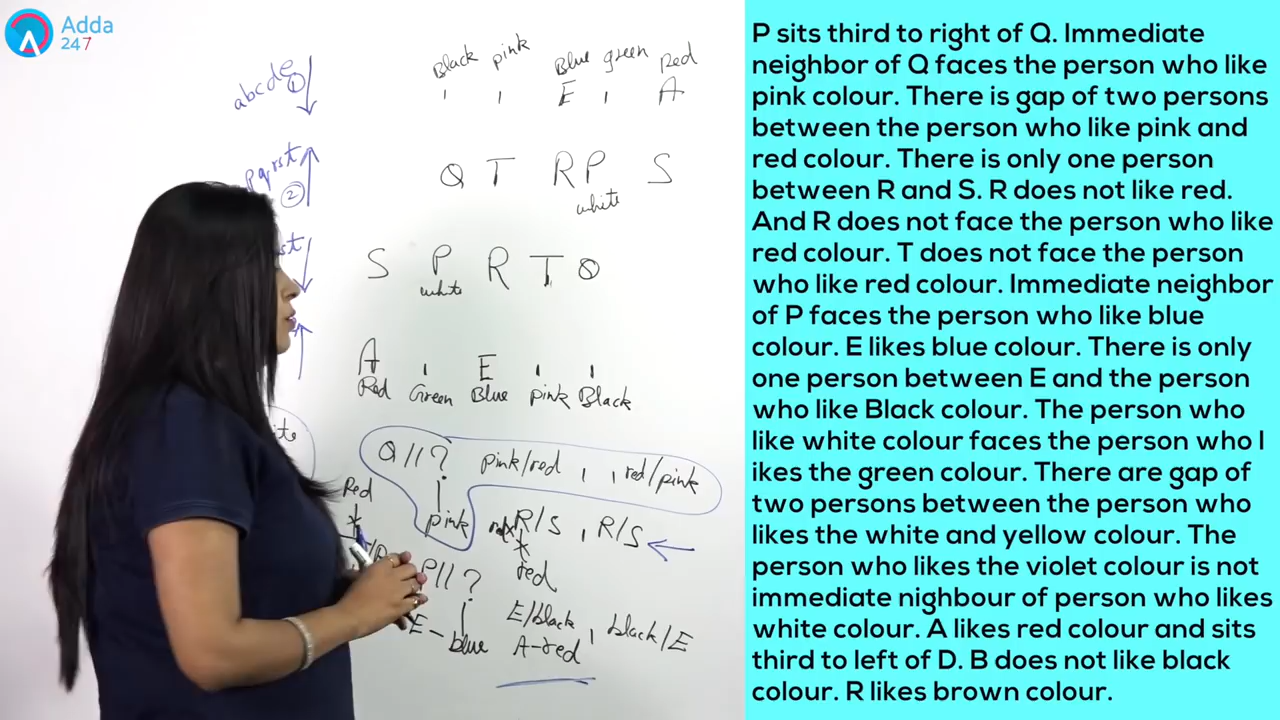 Adda
247
abcde ①
Black pink Blue green Red
E A
pqrst
②
Q T R P S
white
st
S P R T Q
white
A E
Red Green Blue pink Black
ite
Q // ? pink/red , , red/pink
pink
Red
R/S , R/S
red
P // ?
E - blue
E/black , black/E
A-red
P sits third to right of Q. Immediate
neighbor of Q faces the person who like
pink colour. There is gap of two persons
between the person who like pink and
red colour. There is only one person
between R and S. R does not like red.
And R does not face the person who like
red colour. T does not face the person
who like red colour. Immediate neighbor
of P faces the person who like blue
colour. E likes blue colour. There is only
one person between E and the person
who like Black colour. The person who
like white colour faces the person who l
ikes the green colour. There are gap of
two persons between the person who
likes the white and yellow colour. The
person who likes the violet colour is not
immediate nighbour of person who likes
white colour. A likes red colour and sits
third to left of D. B does not like black
colour. R likes brown colour.